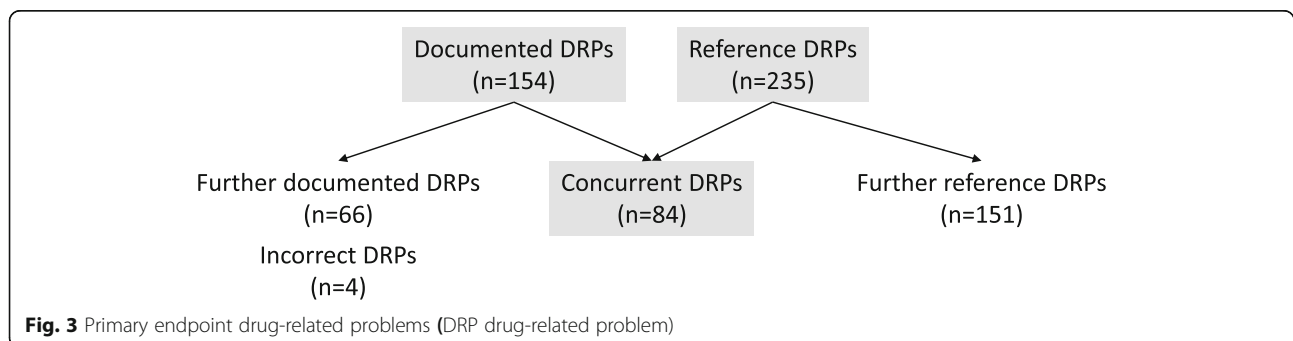 Documented DRPs
(n=154)
Reference DRPs
(n=235)
Further documented DRPs
(n=66)
Concurrent DRPs
(n=84)
Further reference DRPs
(n=151)
Incorrect DRPs
(n=4)
Fig. 3 Primary endpoint drug-related problems (DRP drug-related problem)